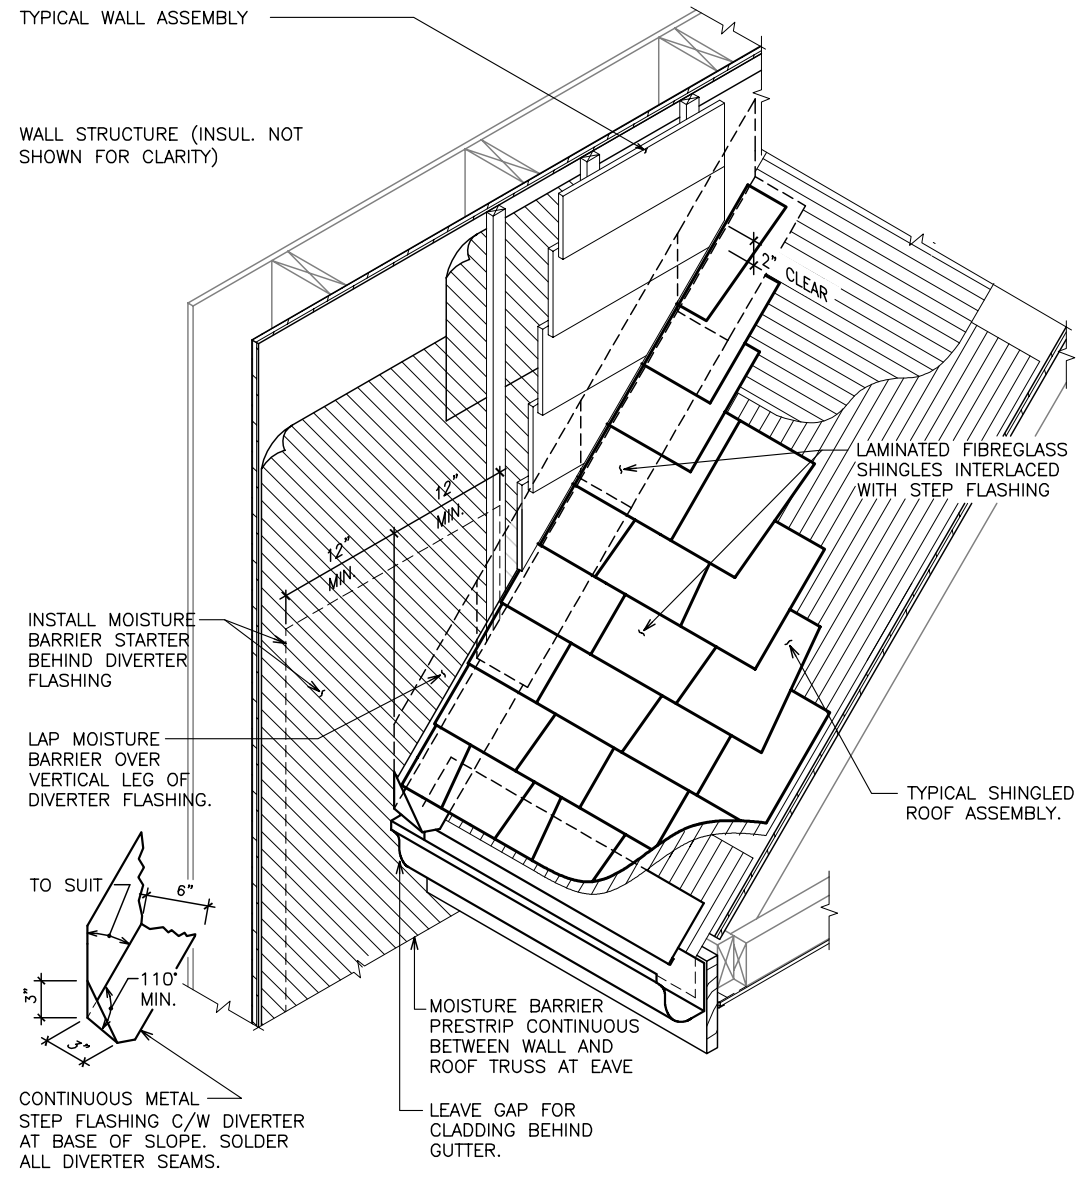 TYPICAL WALL ASSEMBLY
WALL STRUCTURE (INSUL. NOT
SHOWN FOR CLARITY)
2" CLEAR
LAMINATED FIBREGLASS
SHINGLES INTERLACED
WITH STEP FLASHING
12"
MIN.
12"
MIN.
INSTALL MOISTURE
BARRIER STARTER
BEHIND DIVERTER
FLASHING
LAP MOISTURE
BARRIER OVER
VERTICAL LEG OF
DIVERTER FLASHING.
TYPICAL SHINGLED
ROOF ASSEMBLY.
TO SUIT
6"
110°
MIN.
3"
3"
MOISTURE BARRIER
PRESTRIP CONTINUOUS
BETWEEN WALL AND
ROOF TRUSS AT EAVE
CONTINUOUS METAL
STEP FLASHING C/W DIVERTER
AT BASE OF SLOPE. SOLDER
ALL DIVERTER SEAMS.
LEAVE GAP FOR
CLADDING BEHIND
GUTTER.